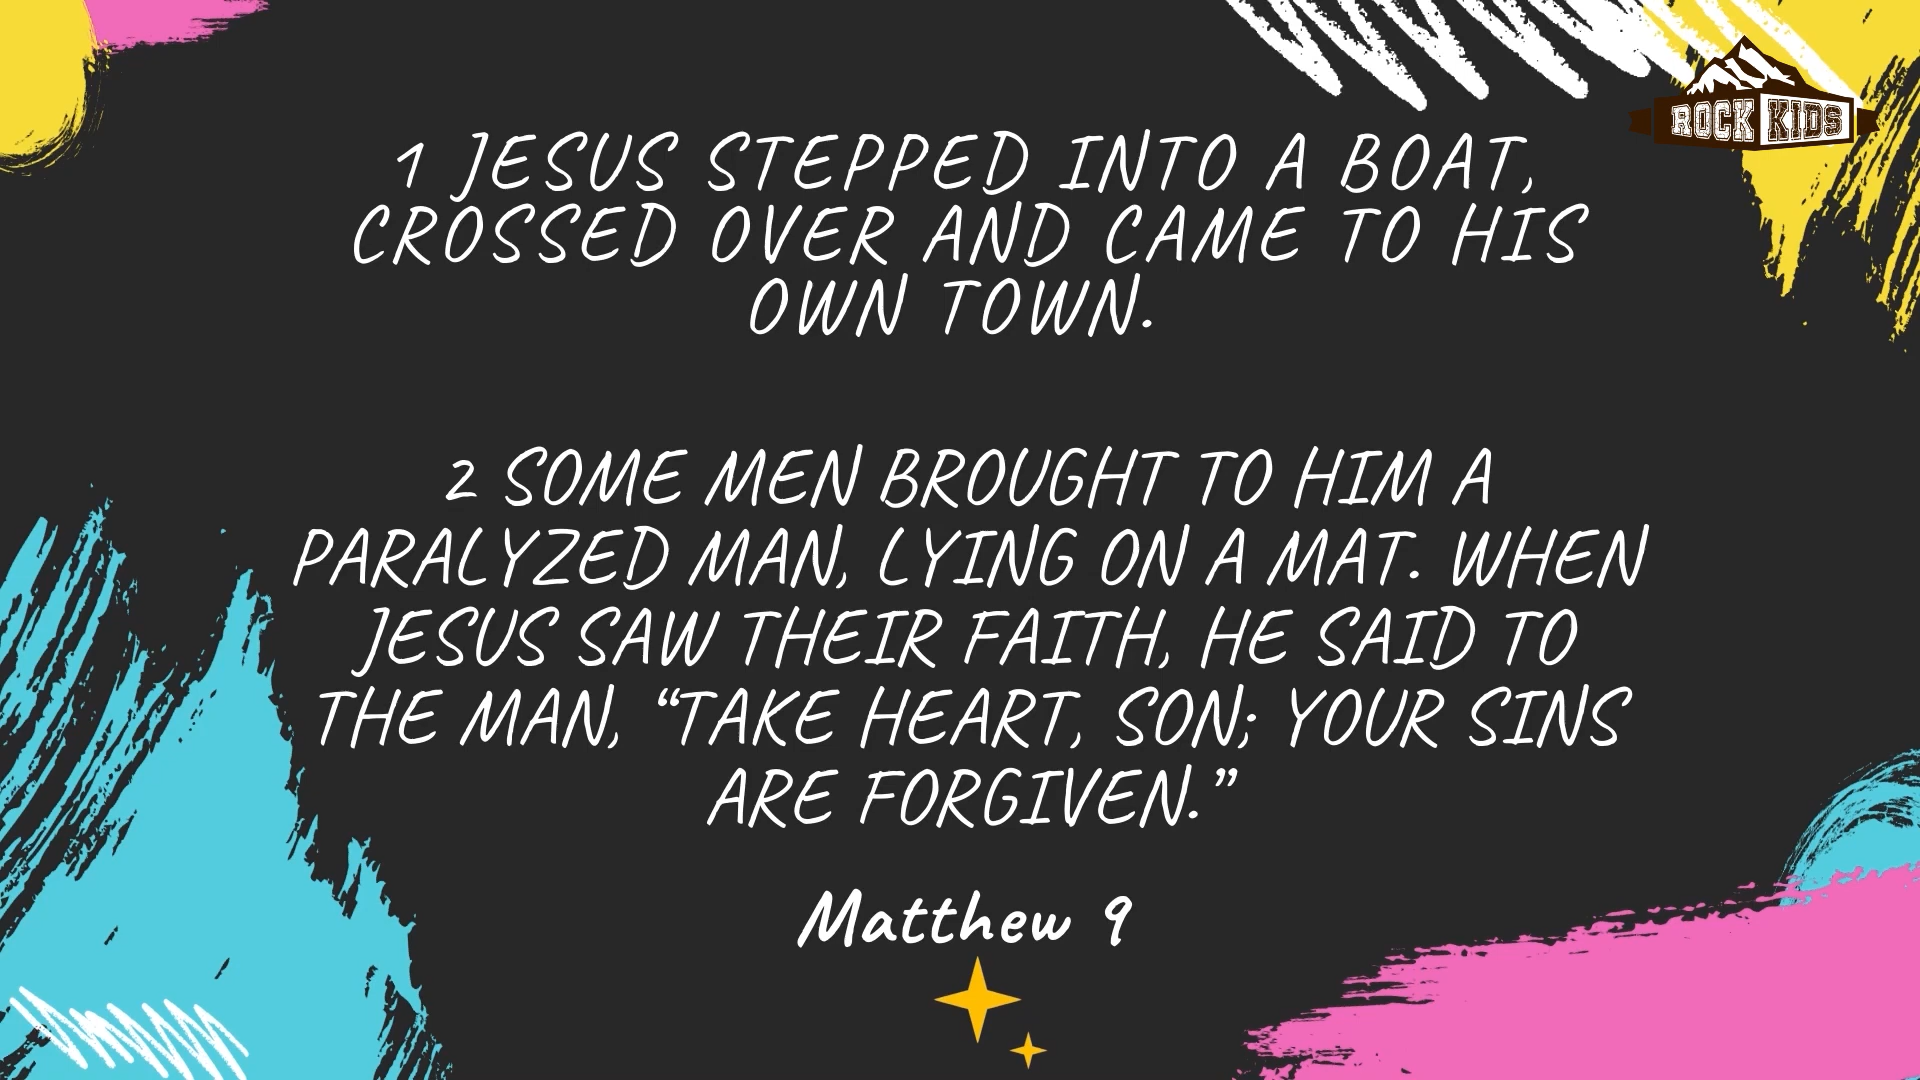 ROCK KIDS
1 JESUS STEPPED INTO A BOAT,
CROSSED OVER AND CAME TO HIS
OWN TOWN.
2 SOME MEN BROUGHT TO HIM A
PARALYZED MAN, LYING ON A MAT. WHEN
JESUS SAW THEIR FAITH, HE SAID TO
THE MAN, “TAKE HEART, SON; YOUR SINS
ARE FORGIVEN.”
Matthew 9